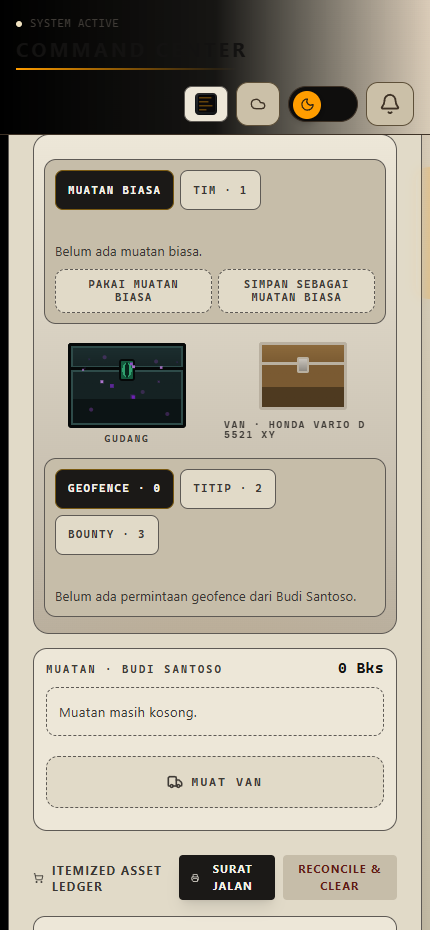 SYSTEM ACTIVE
COMMAND CENTER
MUATAN BIASA
TIM · 1
Belum ada muatan biasa.
PAKAI MUATAN
BIASA
SIMPAN SEBAGAI
MUATAN BIASA
GUDANG
VAN · HONDA VARIO D
5521 XY
GEOFENCE · 0
TITIP · 2
BOUNTY · 3
Belum ada permintaan geofence dari Budi Santoso.
MUATAN · BUDI SANTOSO
0 Bks
Muatan masih kosong.
MUAT VAN
ITEMIZED ASSET
LEDGER
SURAT
JALAN
RECONCILE &
CLEAR